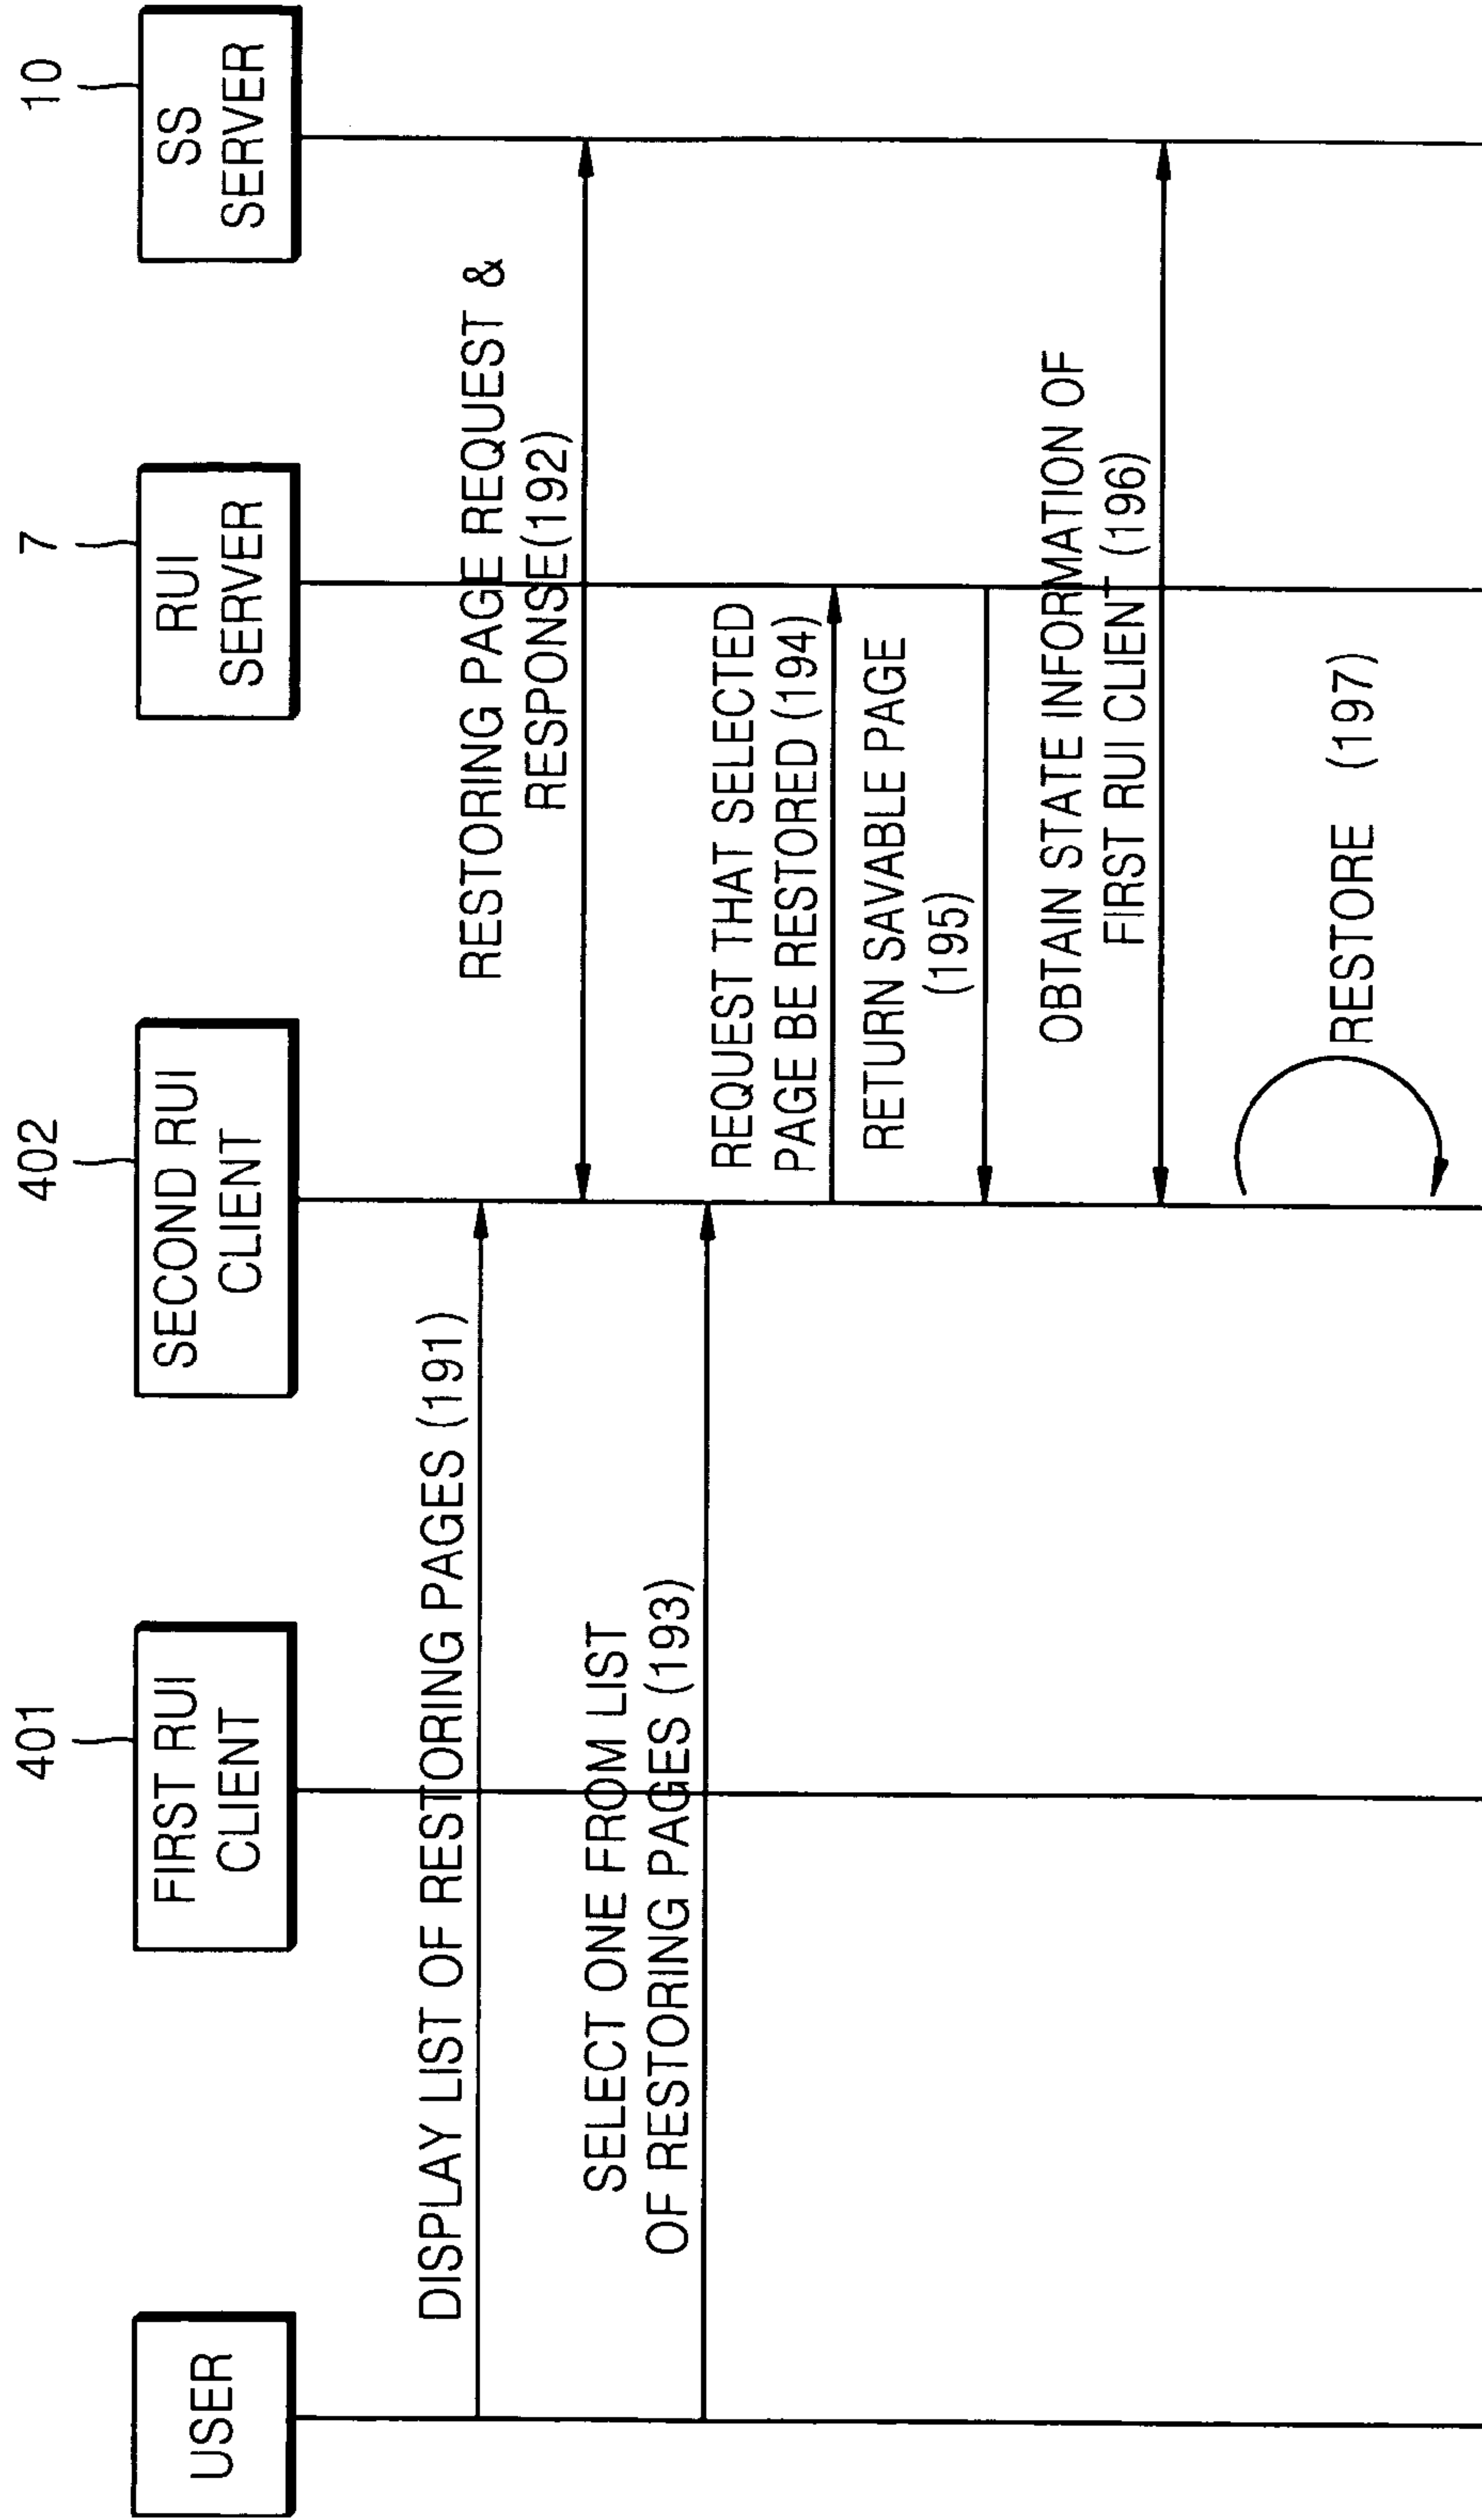 USER
401
FIRST RUI
CLIENT
402
SECOND RUI
CLIENT
7
RUI
SERVER
10
SS
SERVER
DISPLAY LIST OF RESTORING PAGES (191)
RESTORING PAGE REQUEST &
RESPONSE(192)
SELECT ONE FROM LIST
OF RESTORING PAGES (193)
REQUEST THAT SELECTED
PAGE BE RESTORED (194)
RETURN SAVABLE PAGE
(195)
OBTAIN STATE INFORMATION OF
FIRST RUI CLIENT (196)
RESTORE (197)